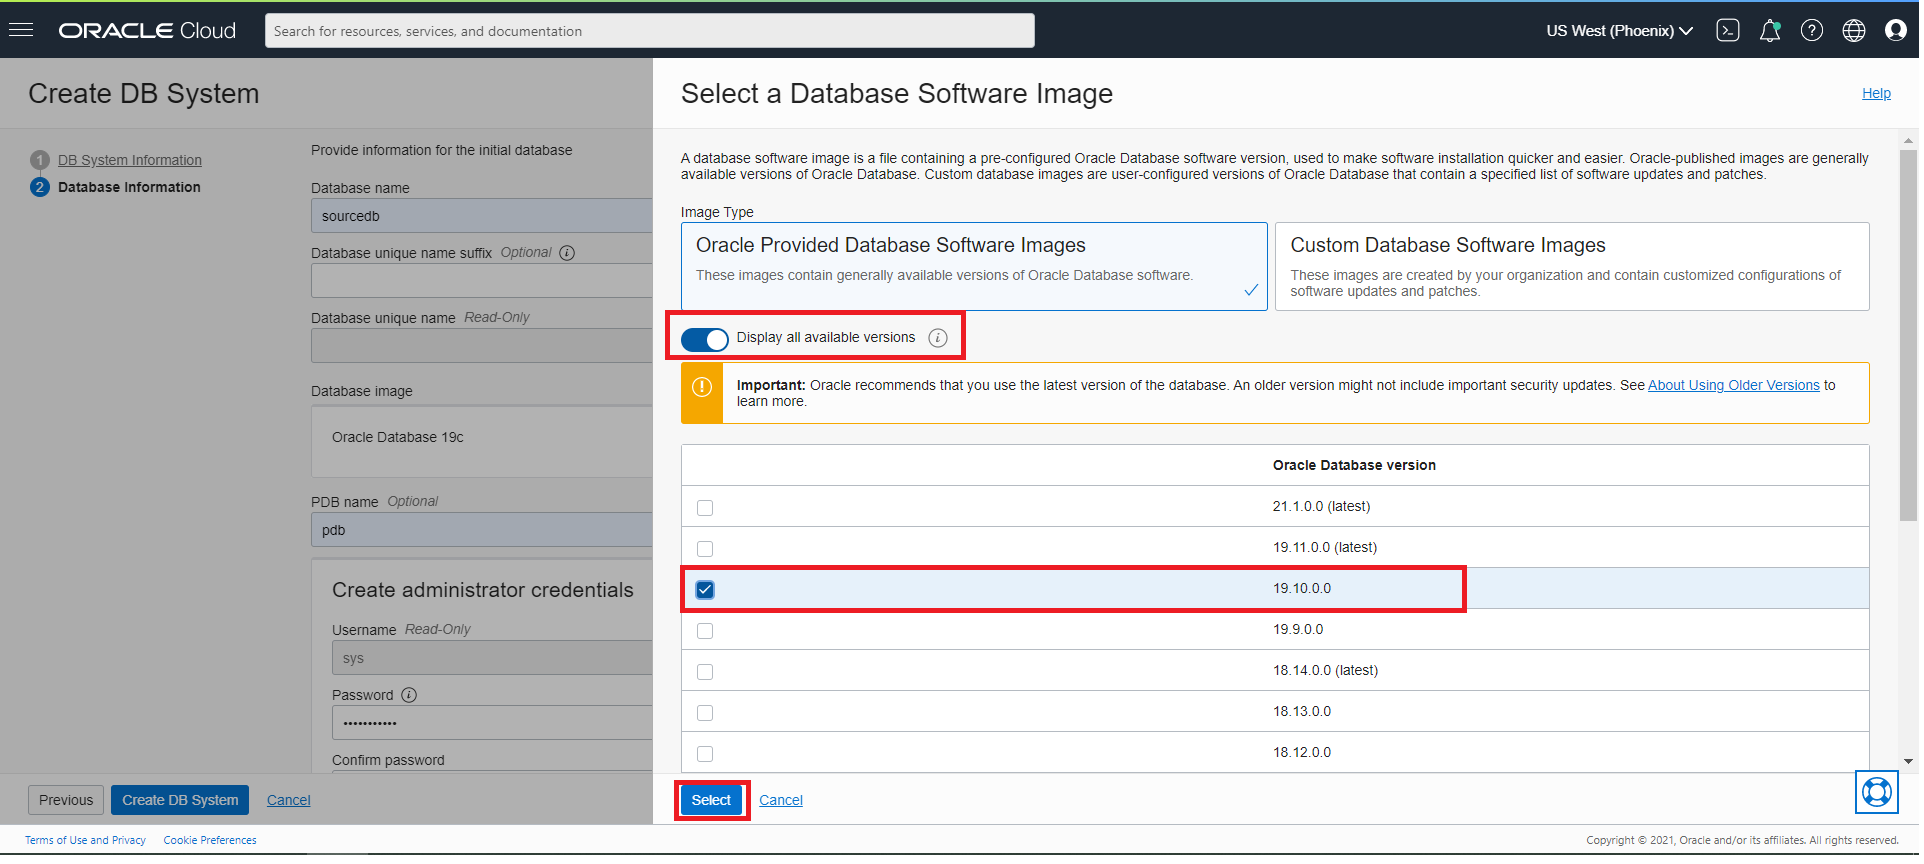 ORACLE Cloud
Search for resources, services, and documentation
US West (Phoenix)
Create DB System
1 DB System Information
2 Database Information
Provide information for the initial database
Database name
sourcedb
Database unique name suffix Optional
Database unique name Read-Only
Database image
Oracle Database 19c
PDB name Optional
pdb
Create administrator credentials
Username Read-Only
sys
Password
•••••••••••
Confirm password
Previous
Create DB System
Cancel
Select a Database Software Image
Help
A database software image is a file containing a pre-configured Oracle Database software version, used to make software installation quicker and easier. Oracle-published images are generally
available versions of Oracle Database. Custom database images are user-configured versions of Oracle Database that contain a specified list of software updates and patches.
Image Type
Oracle Provided Database Software Images
These images contain generally available versions of Oracle Database software.
Custom Database Software Images
These images are created by your organization and contain customized configurations of
software updates and patches.
Display all available versions
Important: Oracle recommends that you use the latest version of the database. An older version might not include important security updates. See About Using Older Versions to
learn more.
Oracle Database version
21.1.0.0 (latest)
19.11.0.0 (latest)
19.10.0.0
19.9.0.0
18.14.0.0 (latest)
18.13.0.0
18.12.0.0
Select
Cancel
Terms of Use and Privacy
Cookie Preferences
Copyright © 2021, Oracle and/or its affiliates. All rights reserved.